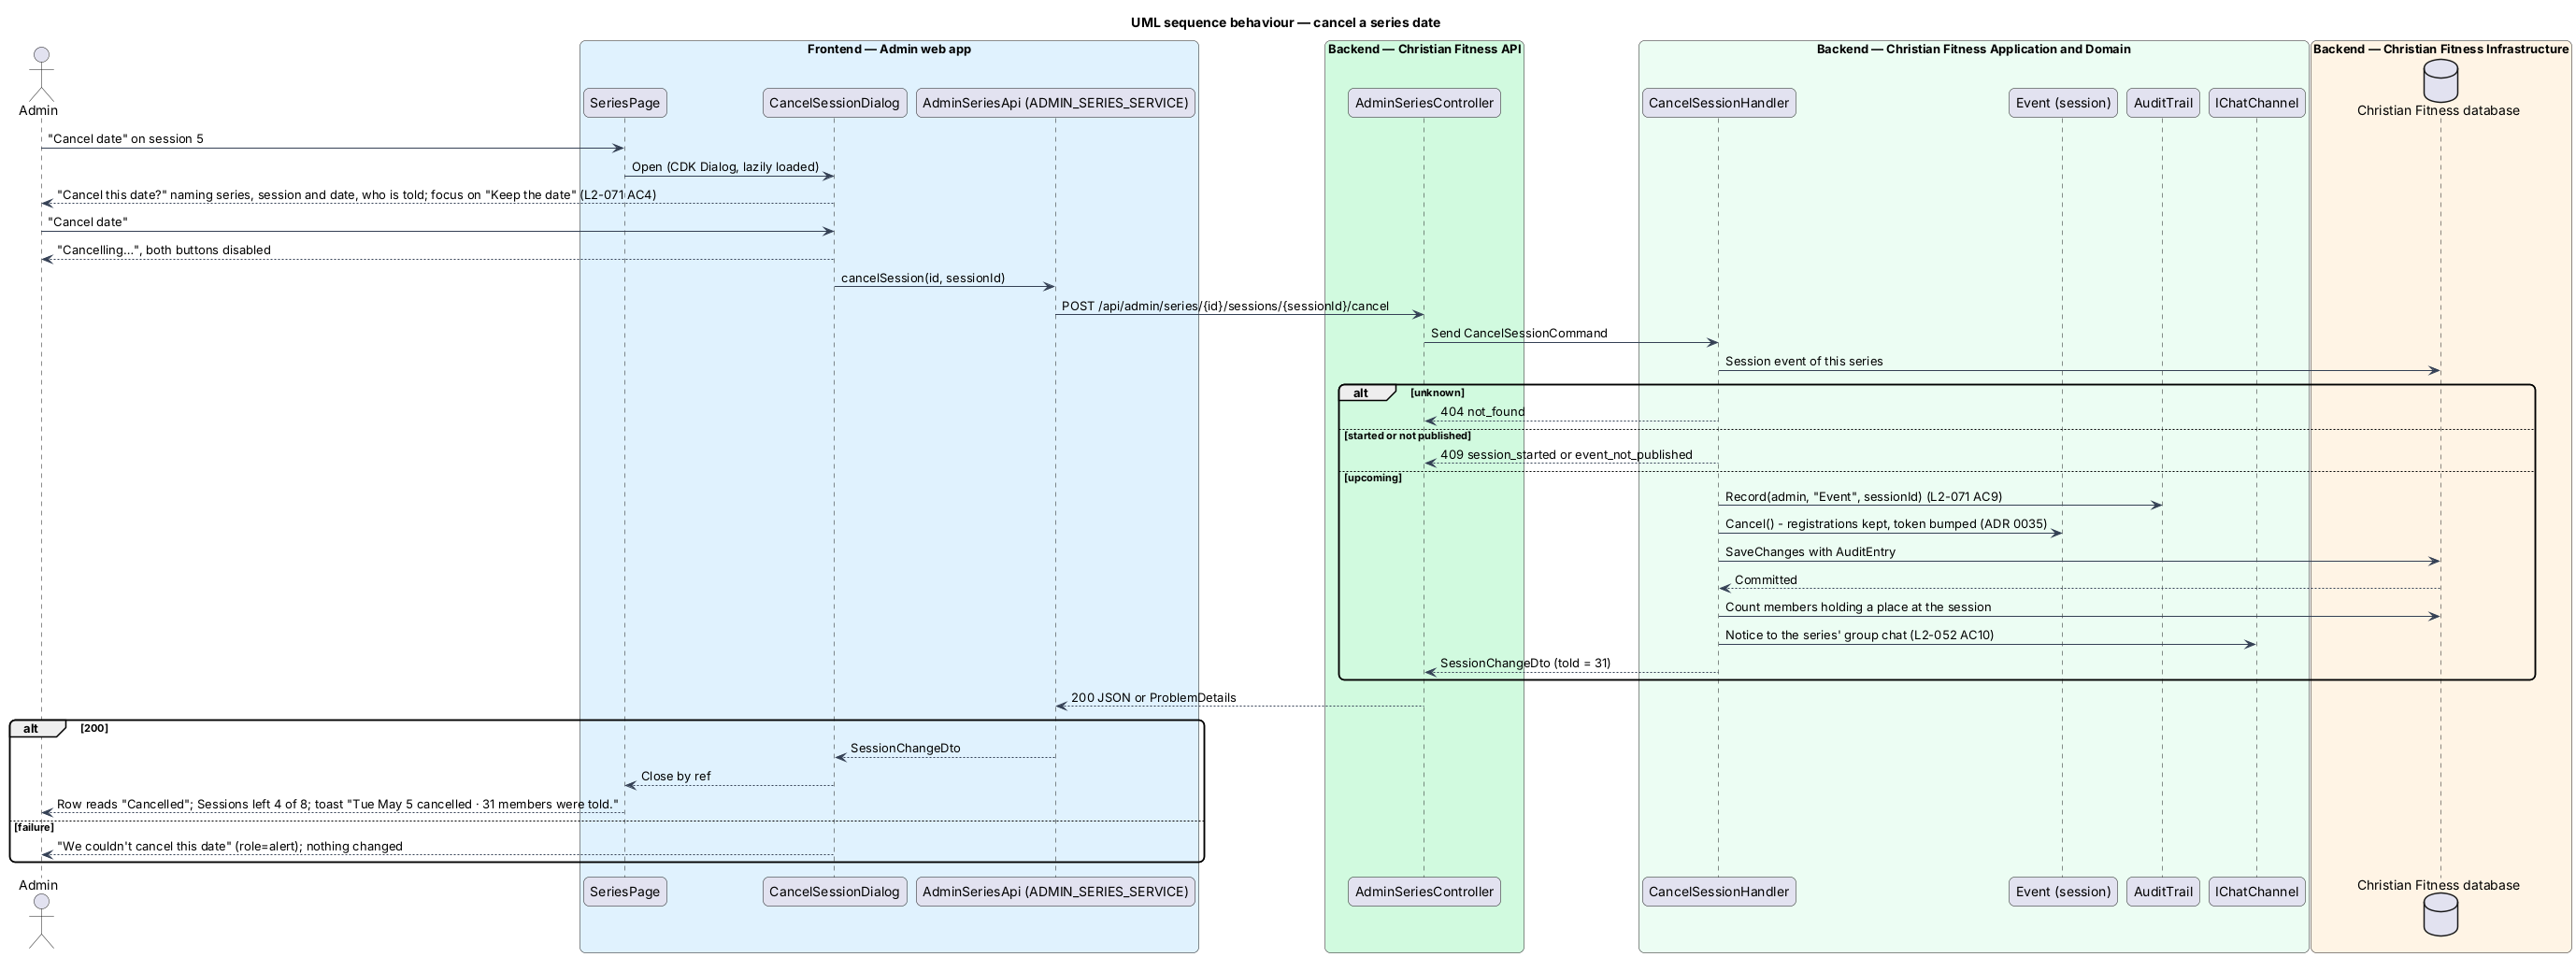 UML sequence behaviour — cancel a series date
Frontend — Admin web app
Backend — Christian Fitness API
Backend — Christian Fitness Application and Domain
Backend — Christian Fitness Infrastructure
Admin
SeriesPage
CancelSessionDialog
AdminSeriesApi (ADMIN_SERIES_SERVICE)
AdminSeriesController
CancelSessionHandler
Event (session)
AuditTrail
IChatChannel
Christian Fitness database
"Cancel date" on session 5
Open (CDK Dialog, lazily loaded)
"Cancel this date?" naming series, session and date, who is told; focus on "Keep the date" (L2-071 AC4)
"Cancel date"
"Cancelling…", both buttons disabled
cancelSession(id, sessionId)
POST /api/admin/series/{id}/sessions/{sessionId}/cancel
Send CancelSessionCommand
Session event of this series
alt [unknown]
404 not_found
[started or not published]
409 session_started or event_not_published
[upcoming]
Record(admin, "Event", sessionId) (L2-071 AC9)
Cancel() - registrations kept, token bumped (ADR 0035)
SaveChanges with AuditEntry
Committed
Count members holding a place at the session
Notice to the series' group chat (L2-052 AC10)
SessionChangeDto (told = 31)
200 JSON or ProblemDetails
alt [200]
SessionChangeDto
Close by ref
Row reads "Cancelled"; Sessions left 4 of 8; toast "Tue May 5 cancelled · 31 members were told."
[failure]
"We couldn't cancel this date" (role=alert); nothing changed
Admin
SeriesPage
CancelSessionDialog
AdminSeriesApi (ADMIN_SERIES_SERVICE)
AdminSeriesController
CancelSessionHandler
Event (session)
AuditTrail
IChatChannel
Christian Fitness database